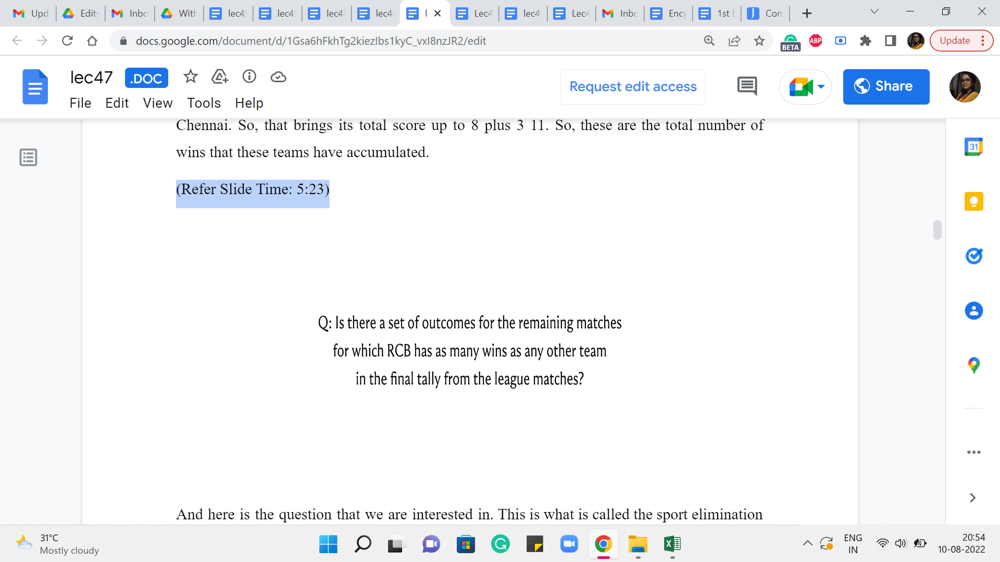 Upd
Edit
Inbo
With
lec4
lec4
lec4
lec4
l
Lec4
lec4
Lec4
Inbo
Ency
1st
Con
docs.google.com/document/d/1Gsa6hFkhTg2kiezIbs1kyC_vxI8nzJR2/edit
BETA
ABP
Update
lec47
.DOC
Request edit access
Share
File Edit View Tools Help
Chennai. So, that brings its total score up to 8 plus 3 11. So, these are the total number of
wins that these teams have accumulated.
(Refer Slide Time: 5:23)
Q: Is there a set of outcomes for the remaining matches
for which RCB has as many wins as any other team
in the final tally from the league matches?
And here is the question that we are interested in. This is what is called the sport elimination
31
31°C
Mostly cloudy
ENG
IN
20:54
10-08-2022